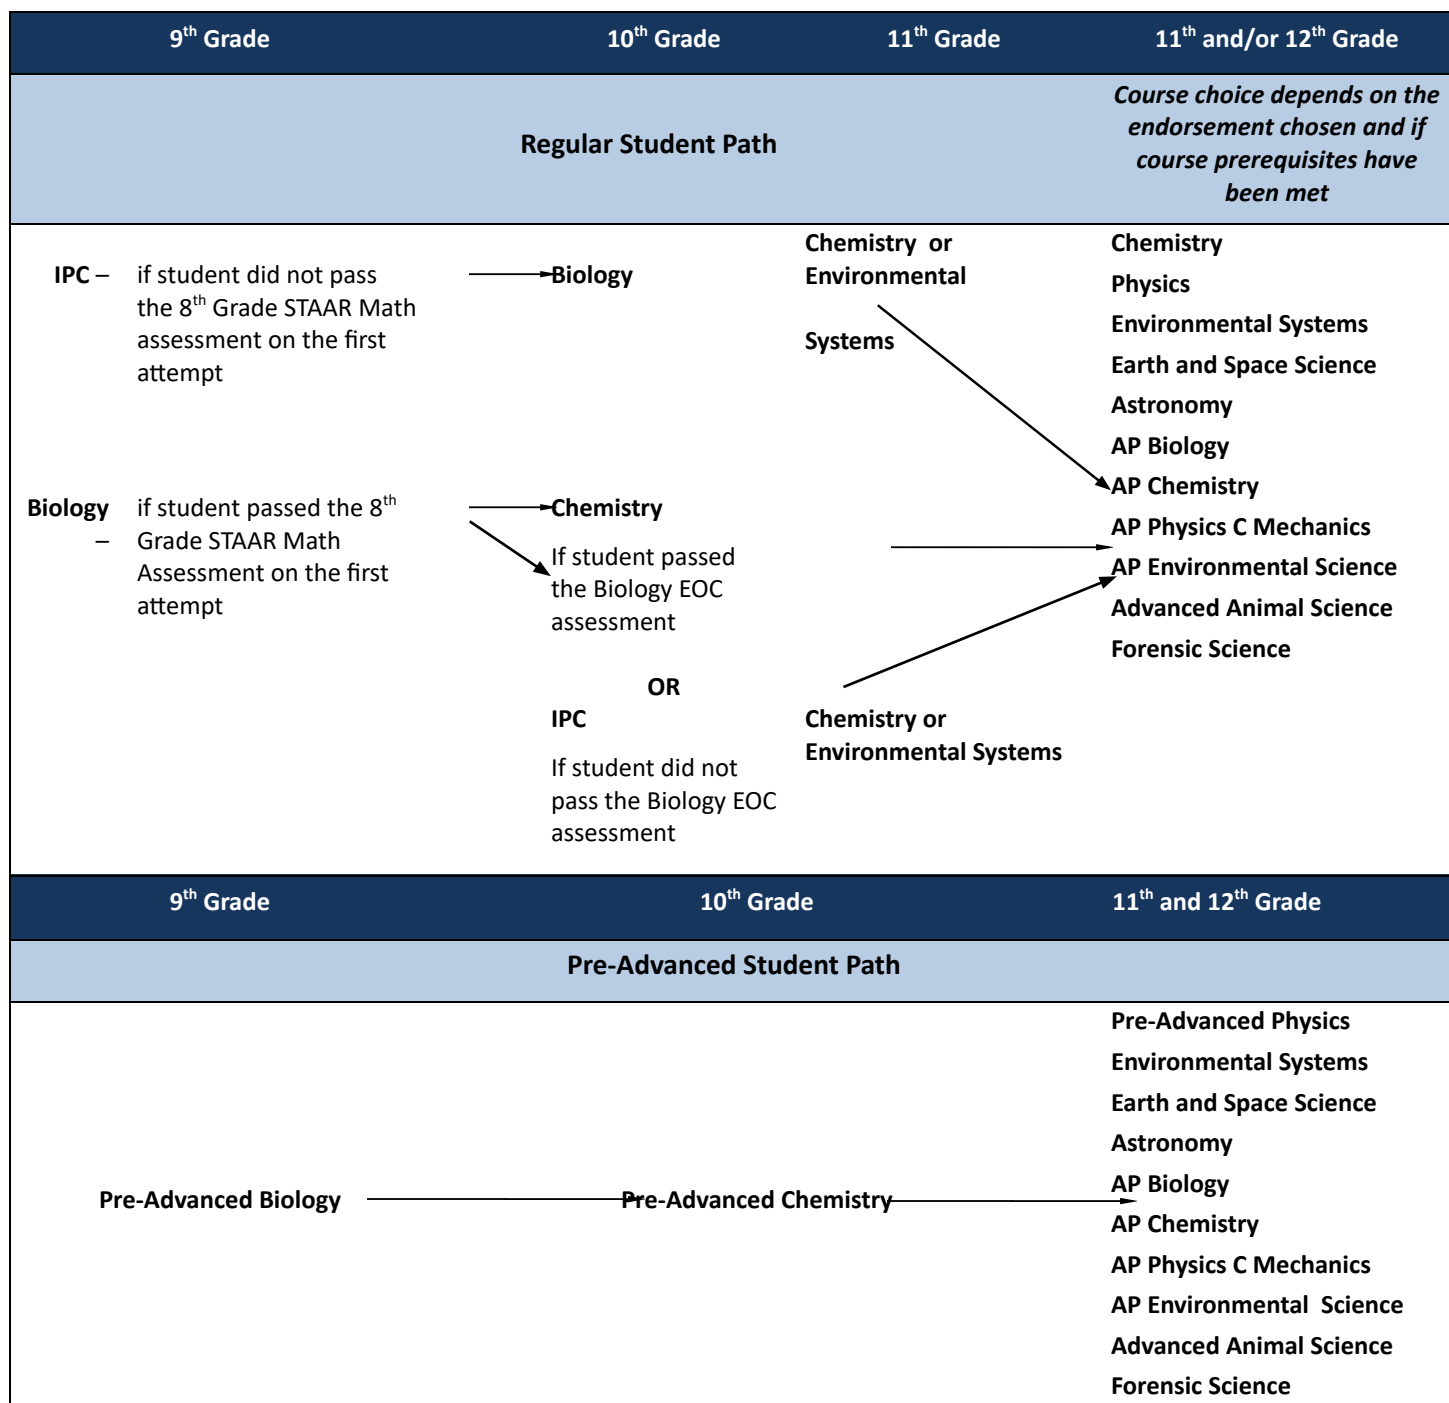 9th Grade 10th Grade 11th Grade 11th and/or 12th Grade
Regular Student Path
Course choice depends on the
endorsement chosen and if
course prerequisites have
been met
IPC – if student did not pass
the 8th Grade STAAR Math
assessment on the first
attempt
Biology
Chemistry or
Environmental
Systems
Biology – if student passed the 8th
Grade STAAR Math
Assessment on the first
attempt
Chemistry
If student passed
the Biology EOC
assessment
OR
IPC
If student did not
pass the Biology EOC
assessment
Chemistry or
Environmental Systems
Chemistry
Physics
Environmental Systems
Earth and Space Science
Astronomy
AP Biology
AP Chemistry
AP Physics C Mechanics
AP Environmental Science
Advanced Animal Science
Forensic Science
9th Grade 10th Grade 11th and 12th Grade
Pre-Advanced Student Path
Pre-Advanced Biology
Pre-Advanced Chemistry
Pre-Advanced Physics
Environmental Systems
Earth and Space Science
Astronomy
AP Biology
AP Chemistry
AP Physics C Mechanics
AP Environmental Science
Advanced Animal Science
Forensic Science